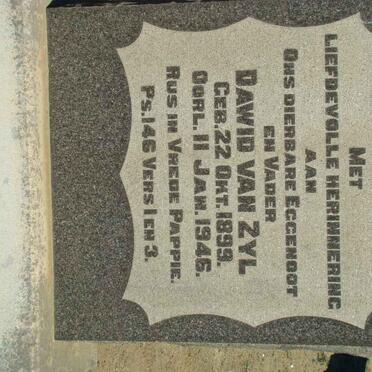 MET
LIEFDEVOLLE HERINNERING
AAN
ONS DIERBARE EGGENOOT
EN VADER
DAWID VAN ZYL
GEB. 22 OKT. 1899.
OORL. 11 JAN. 1946.
RUS IN VREDE PAPPIE.
PS. 146 VERS 1 EN 3.